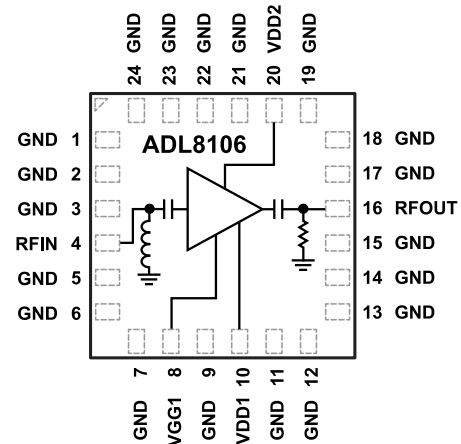 24 GND
23 GND
22 GND
21 GND
20 VDD2
19 GND
ADL8106
GND 1
GND 2
GND 3
RFIN 4
GND 5
GND 6
18 GND
17 GND
16 RFOUT
15 GND
14 GND
13 GND
GND 7
VGG1 8
GND 9
VDD1 10
GND 11
GND 12